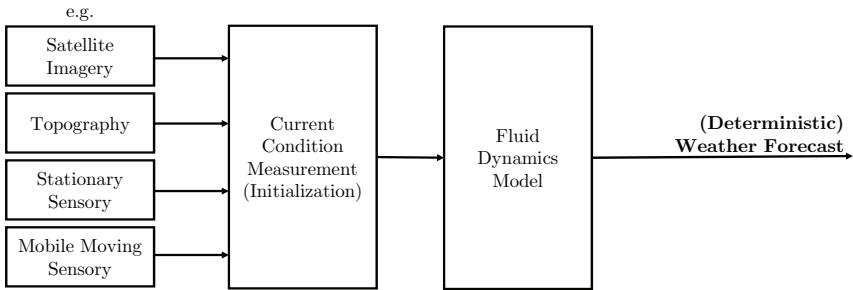 e.g.
Satellite
Imagery
Topography
Stationary
Sensory
Mobile Moving
Sensory
Current
Condition
Measurement
(Initialization)
Fluid
Dynamics
Model
(Deterministic)
Weather Forecast